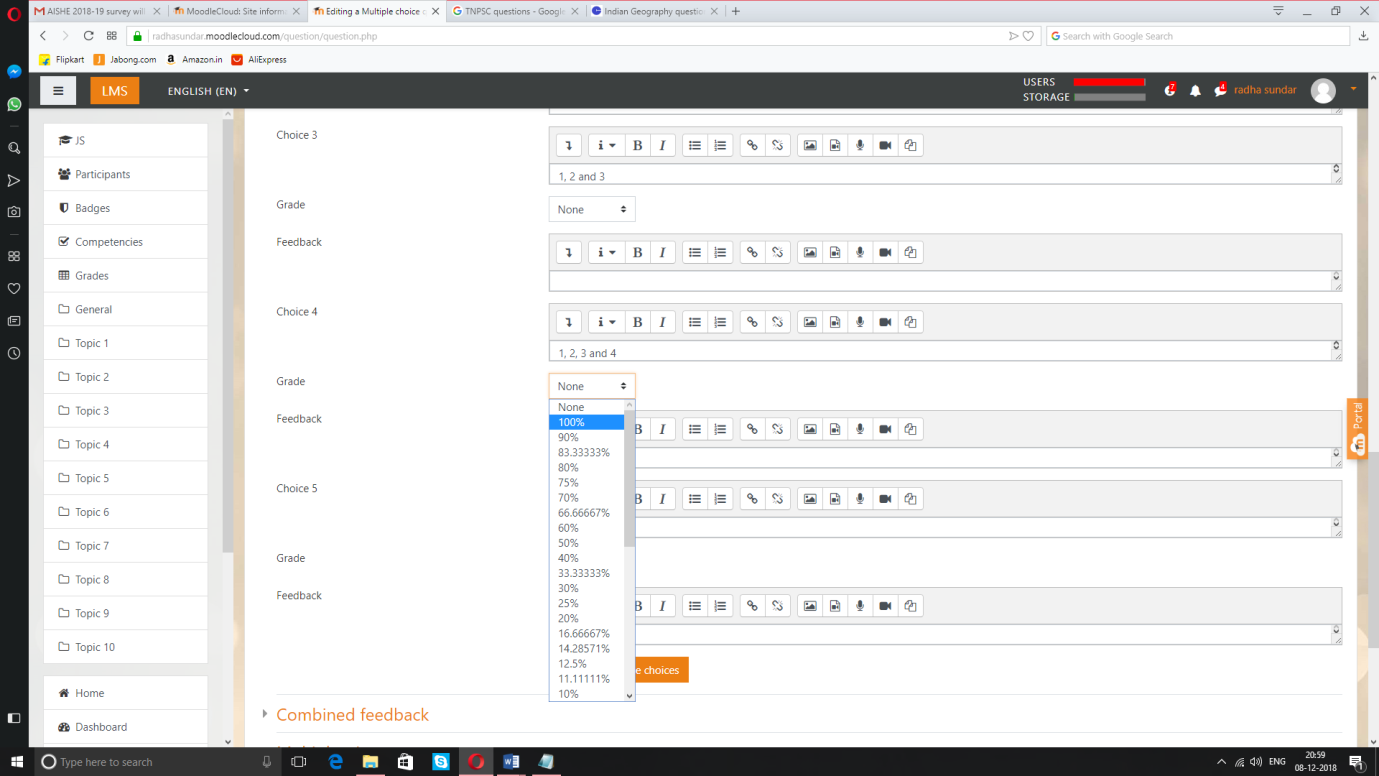 AISHE 2018-19 survey will
MoodleCloud: Site inform
Editing a Multiple choice
TNPSC questions - Google
Indian Geography questio
radhasundar.moodlecloud.com/question/question.php
Search with Google Search
Flipkart
Jabong.com
Amazon.in
AliExpress
LMS
ENGLISH (EN)
USERS
STORAGE
7
4
radha sundar
JS
Participants
Badges
Competencies
Grades
General
Topic 1
Topic 2
Topic 3
Topic 4
Topic 5
Topic 6
Topic 7
Topic 8
Topic 9
Topic 10
Home
Dashboard
Choice 3
B I
1, 2 and 3
Grade
None
Feedback
B I
Choice 4
B I
1, 2, 3 and 4
Grade
None
None
100%
90%
83.33333%
80%
75%
70%
66.66667%
60%
50%
40%
33.33333%
30%
25%
20%
16.66667%
14.28571%
12.5%
11.11111%
10%
Feedback
B I
Choice 5
B I
Grade
Feedback
B I
e choices
Combined feedback
Portal
Type here to search
ENG
20:59
08-12-2018
1